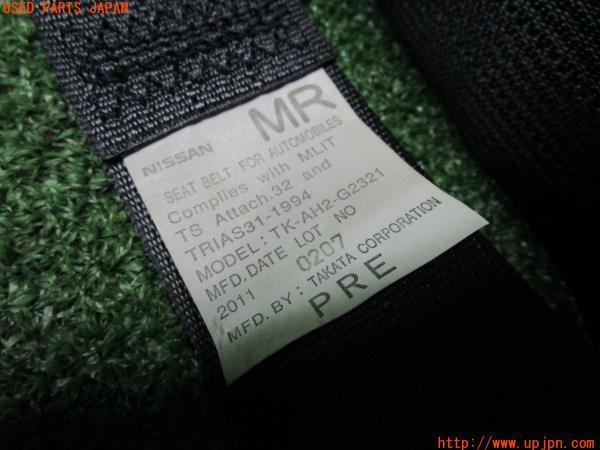 USED PARTS JAPAN
NISSAN MR
SEAT BELT FOR AUTOMOBILES
Complies with MLIT
TS Attach.32 and
TRIAS31-1994
MODEL: TK-AH2-G2321
MFD.DATE LOT NO
2011 0207
MFD.BY: TAKATA CORPORATION
PRE
http://www.upjpn.com/